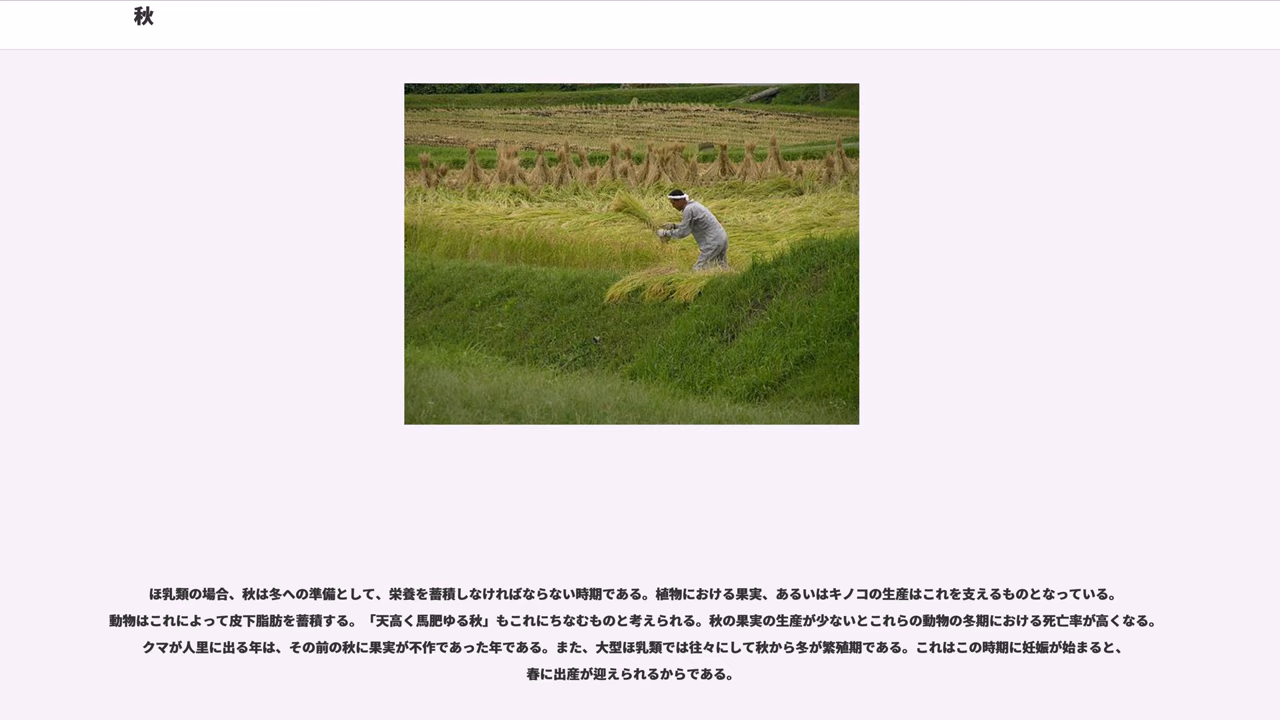 秋
ほ乳類の場合、秋は冬への準備として、栄養を蓄積しなければならない時期である。植物における果実、あるいはキノコの生産はこれを支えるものとなっている。
動物はこれによって皮下脂肪を蓄積する。「天高く馬肥ゆる秋」もこれにちなむものと考えられる。秋の果実の生産が少ないとこれらの動物の冬期における死亡率が高くなる。
クマが人里に出る年は、その前の秋に果実が不作であった年である。また、大型ほ乳類では往々にして秋から冬が繁殖期である。これはこの時期に妊娠が始まると、
春に出産が迎えられるからである。